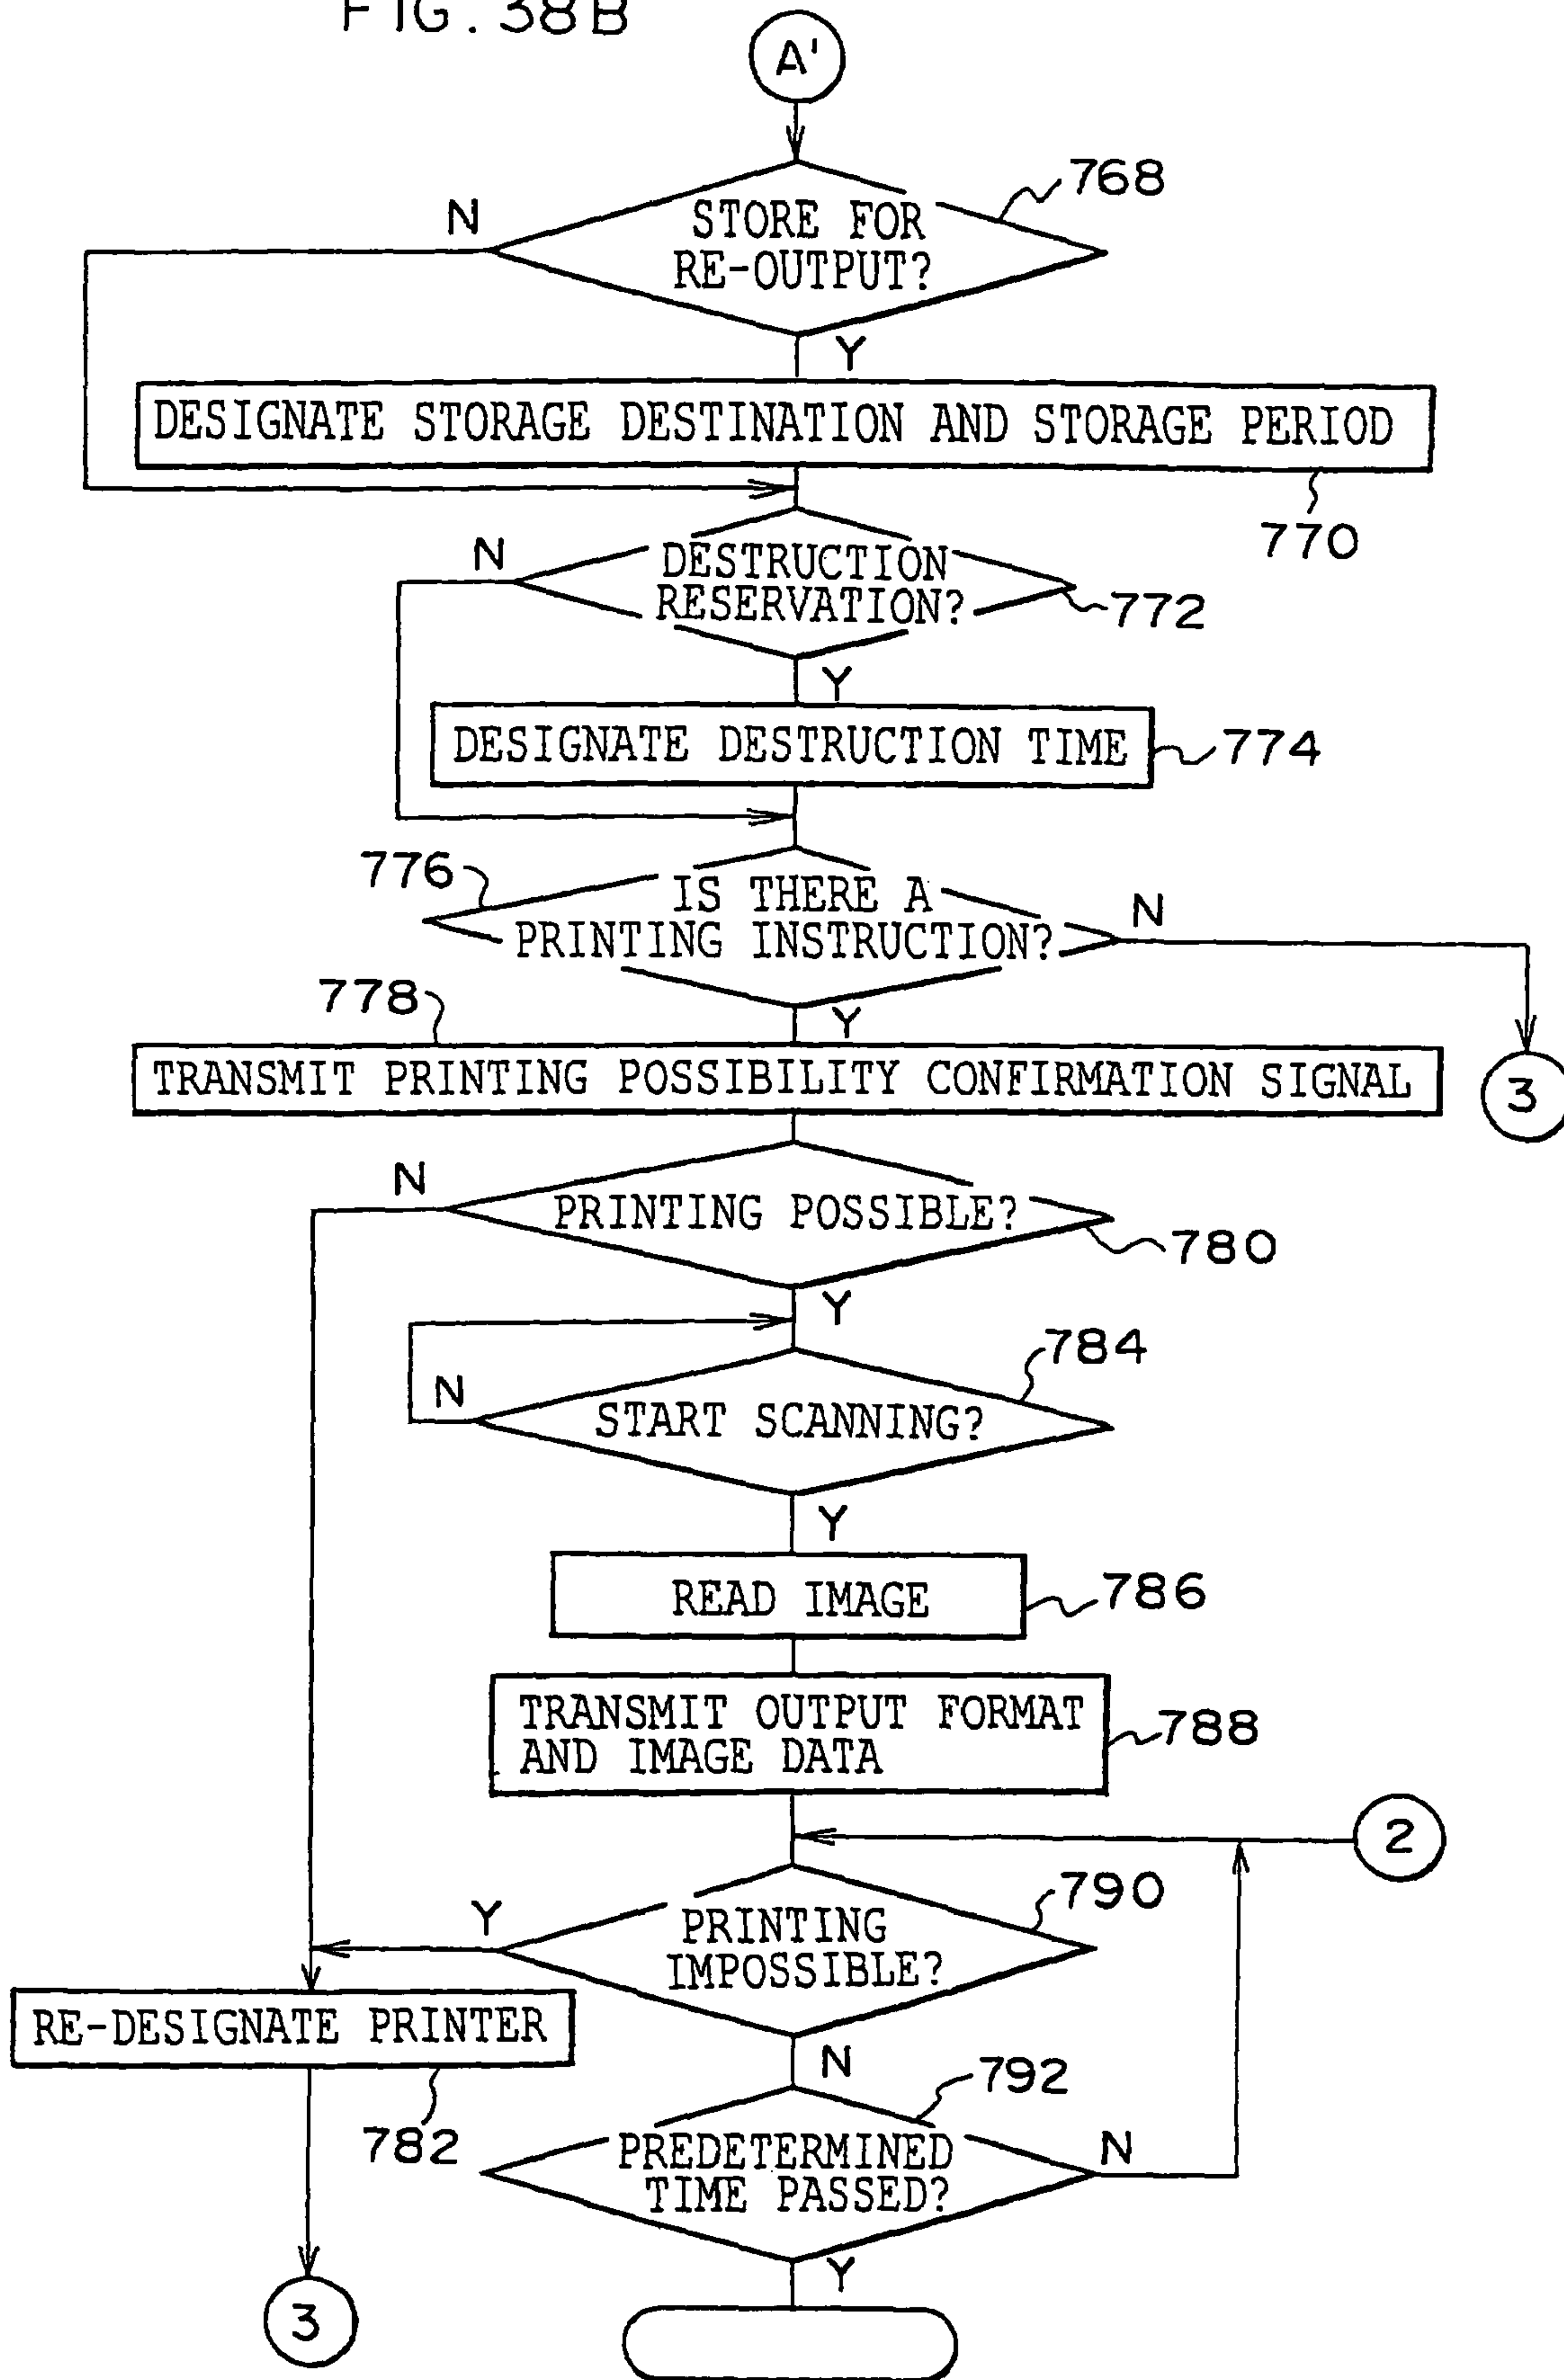 FIG. 38B
A'
768
N
STORE FOR
RE-OUTPUT?
Y
DESIGNATE STORAGE DESTINATION AND STORAGE PERIOD
770
N
DESTRUCTION
RESERVATION?
772
Y
DESIGNATE DESTRUCTION TIME
774
776
IS THERE A
PRINTING INSTRUCTION?
N
778
Y
TRANSMIT PRINTING POSSIBILITY CONFIRMATION SIGNAL
3
N
PRINTING POSSIBLE?
780
Y
784
N
START SCANNING?
Y
READ IMAGE
786
TRANSMIT OUTPUT FORMAT
AND IMAGE DATA
788
2
790
Y
PRINTING
IMPOSSIBLE?
RE-DESIGNATE PRINTER
N
792
782
PREDETERMINED
TIME PASSED?
N
Y
3